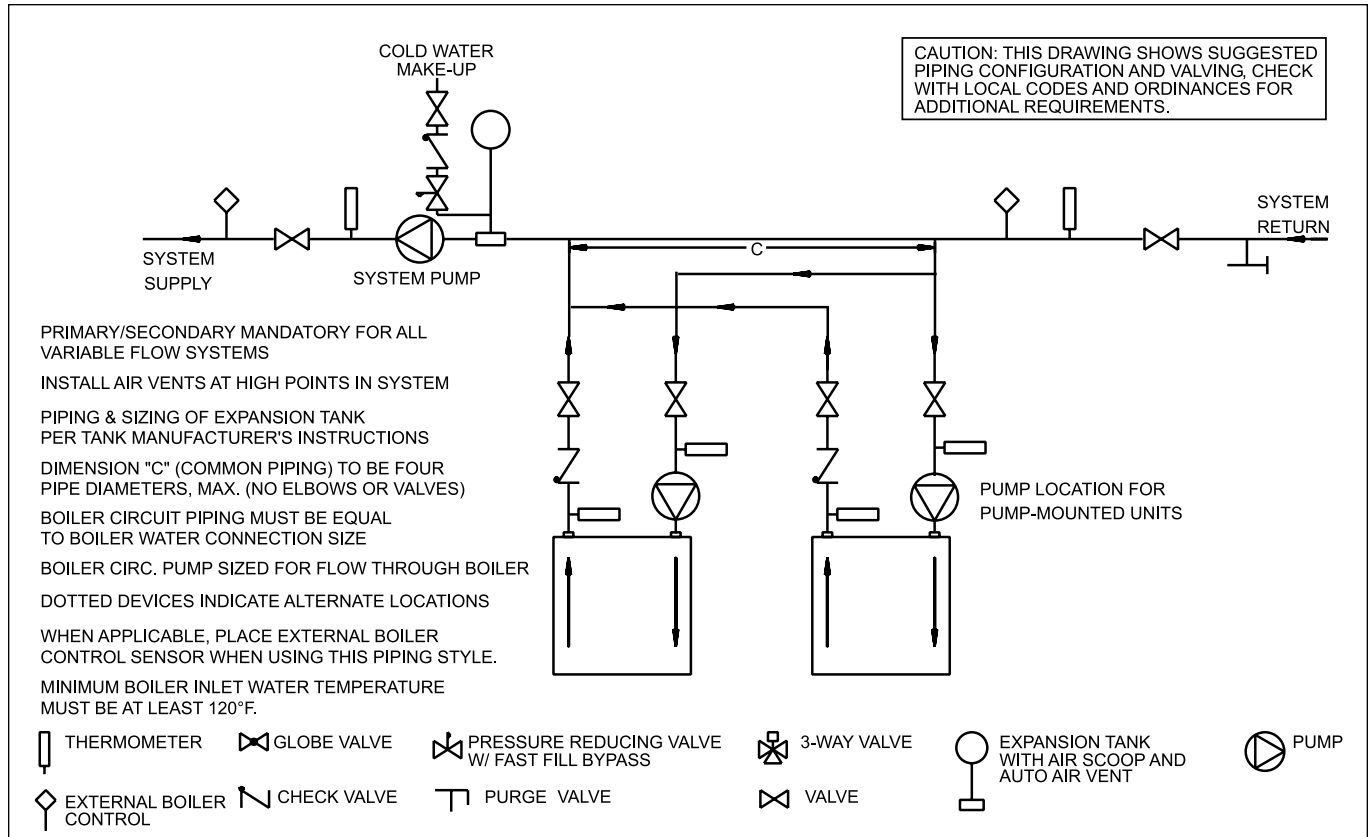 COLD WATER
MAKE-UP
CAUTION: THIS DRAWING SHOWS SUGGESTED
PIPING CONFIGURATION AND VALVING, CHECK
WITH LOCAL CODES AND ORDINANCES FOR
ADDITIONAL REQUIREMENTS.
SYSTEM
RETURN
SYSTEM
SUPPLY
SYSTEM PUMP
C
PRIMARY/SECONDARY MANDATORY FOR ALL
VARIABLE FLOW SYSTEMS
INSTALL AIR VENTS AT HIGH POINTS IN SYSTEM
PIPING & SIZING OF EXPANSION TANK
PER TANK MANUFACTURER'S INSTRUCTIONS
DIMENSION "C" (COMMON PIPING) TO BE FOUR
PIPE DIAMETERS, MAX. (NO ELBOWS OR VALVES)
BOILER CIRCUIT PIPING MUST BE EQUAL
TO BOILER WATER CONNECTION SIZE
BOILER CIRC. PUMP SIZED FOR FLOW THROUGH BOILER
DOTTED DEVICES INDICATE ALTERNATE LOCATIONS
WHEN APPLICABLE, PLACE EXTERNAL BOILER
CONTROL SENSOR WHEN USING THIS PIPING STYLE.
MINIMUM BOILER INLET WATER TEMPERATURE
MUST BE AT LEAST 120°F.
PUMP LOCATION FOR
PUMP-MOUNTED UNITS
THERMOMETER
GLOBE VALVE
PRESSURE REDUCING VALVE
W/ FAST FILL BYPASS
3-WAY VALVE
EXPANSION TANK
WITH AIR SCOOP AND
AUTO AIR VENT
PUMP
EXTERNAL BOILER
CONTROL
CHECK VALVE
PURGE VALVE
VALVE